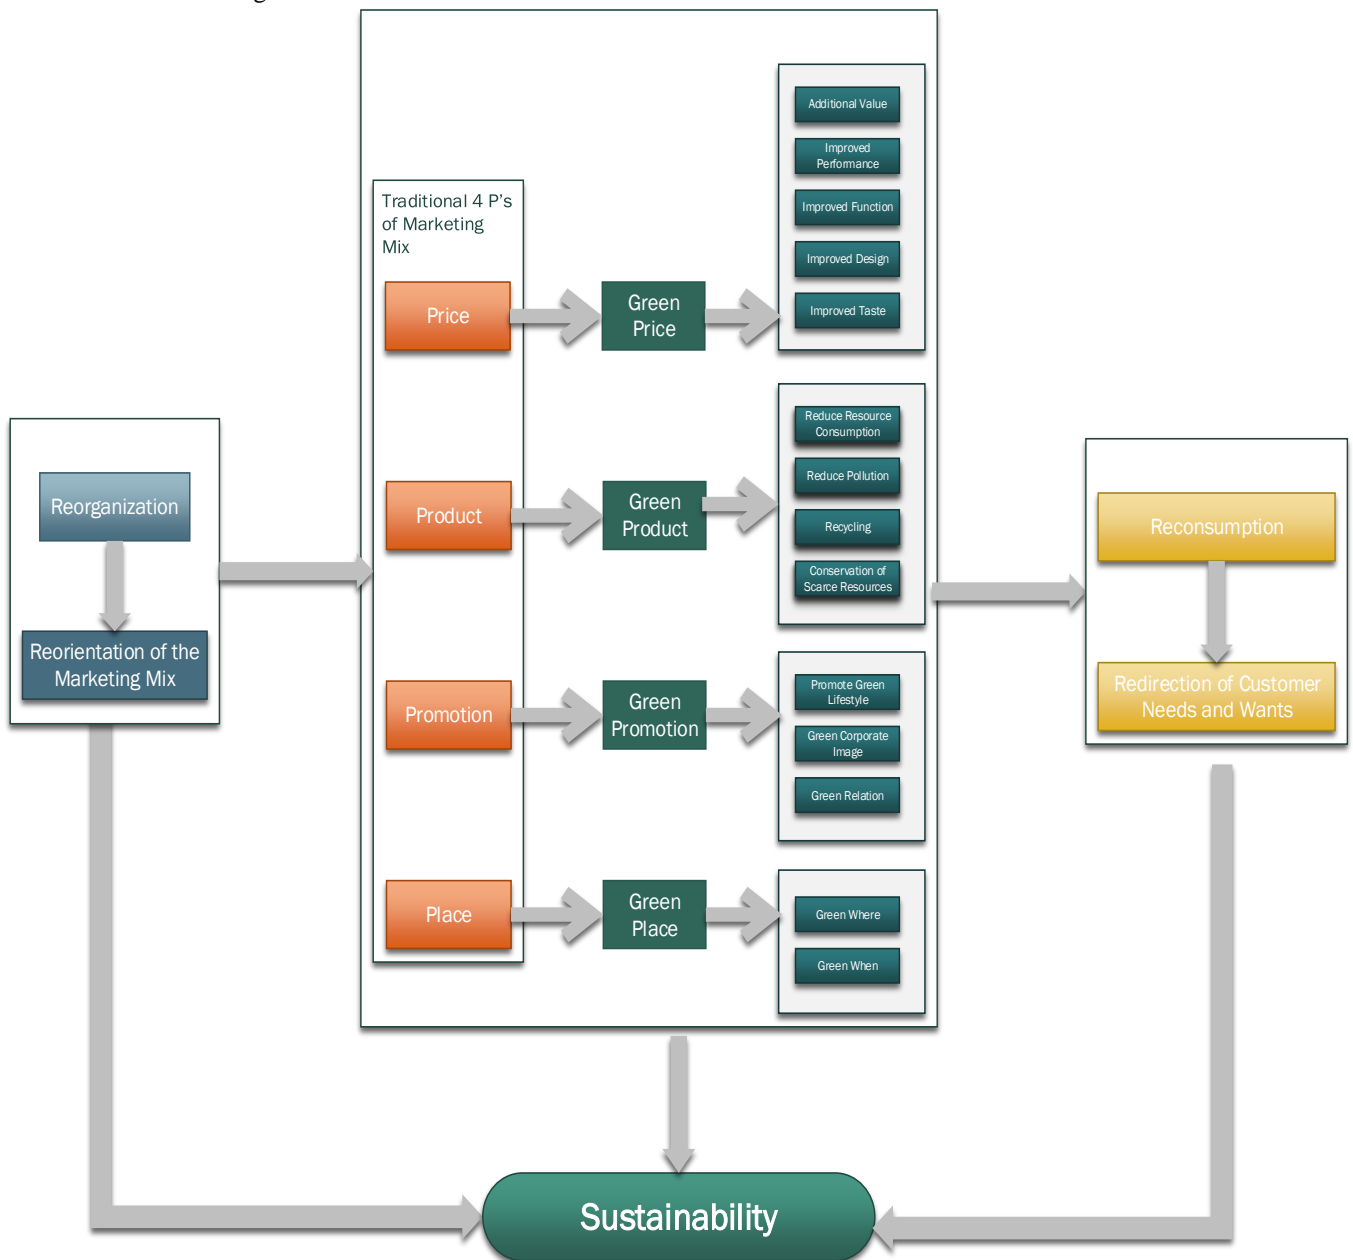 Additional Value
Improved
Performance
Improved Function
Improved Design
Improved Taste
Traditional 4 P's
of Marketing
Mix
Price
Green
Price
Reduce Resource
Consumption
Reduce Pollution
Recycling
Conservation of
Scarce Resources
Product
Green
Product
Reorganization
Reorientation of the
Marketing Mix
Reconsumption
Redirection of Customer
Needs and Wants
Promotion
Green
Promotion
Promote Green
Lifestyle
Green Corporate
Image
Green Relation
Place
Green
Place
Green Where
Green When
Sustainability